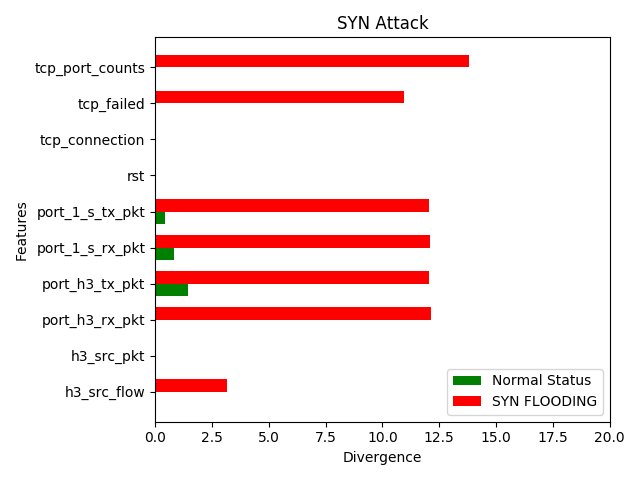 SYN Attack
tcp_port_counts
tcp_failed
tcp_connection
rst
port_1_s_tx_pkt
port_1_s_rx_pkt
port_h3_tx_pkt
port_h3_rx_pkt
h3_src_pkt
h3_src_flow
Features
Normal Status
SYN FLOODING
0.0 2.5 5.0 7.5 10.0 12.5 15.0 17.5 20.0
Divergence